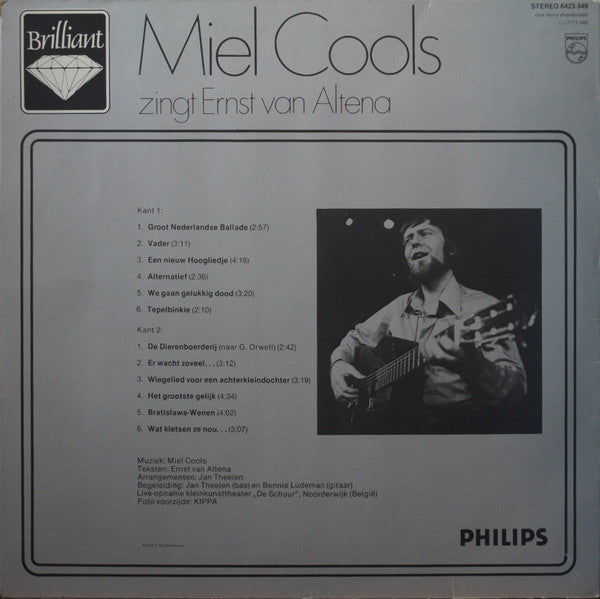 Brilliant
Miel Cools
zingt Ernst van Altena
STEREO 6423 349
PHILIPS
Kant 1:
1. Groot Nederlandse Ballade (2:57)
2. Vader (3:11)
3. Een nieuw Hoogliedje (4:18)
4. Alternatief (2:36)
5. We gaan gelukkig dood (3:20)
6. Tepelbinkie (2:10)
Kant 2:
1. De Dierenboerderij (naar G. Orwell) (2:42)
2. Er wacht zoveel... (3:12)
3. Wiegelied voor een achterkleindochter (3:19)
4. Het grootste gelijk (4:34)
5. Bratislawa-Wenen (4:02)
6. Wat kletsen ze nou... (3:07)
Muziek: Miel Cools
Teksten: Ernst van Altena
Arrangementen: Jan Theelen
Begeleiding: Jan Theelen (bas) en Bennie Ludeman (gitaar)
Live-opname kleinkunsttheater „De Schuur”, Noorderwijk (België)
Foto voorzijde: KIPPA
Printed in The Netherlands
PHILIPS